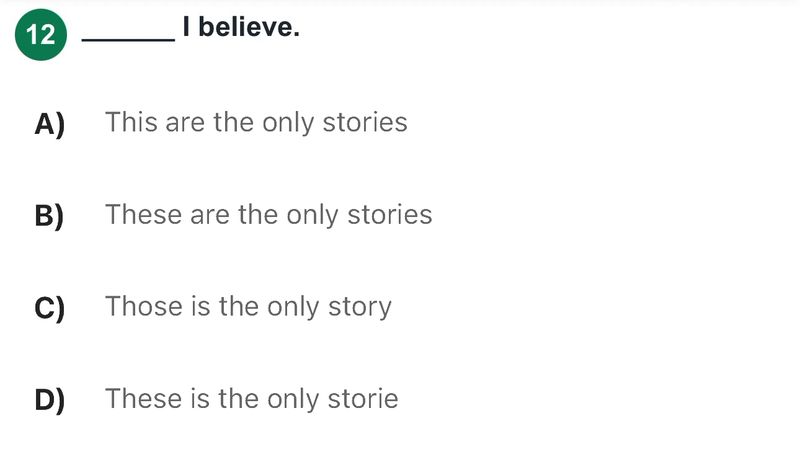 12 ______ I believe.
A) This are the only stories
B) These are the only stories
C) Those is the only story
D) These is the only storie